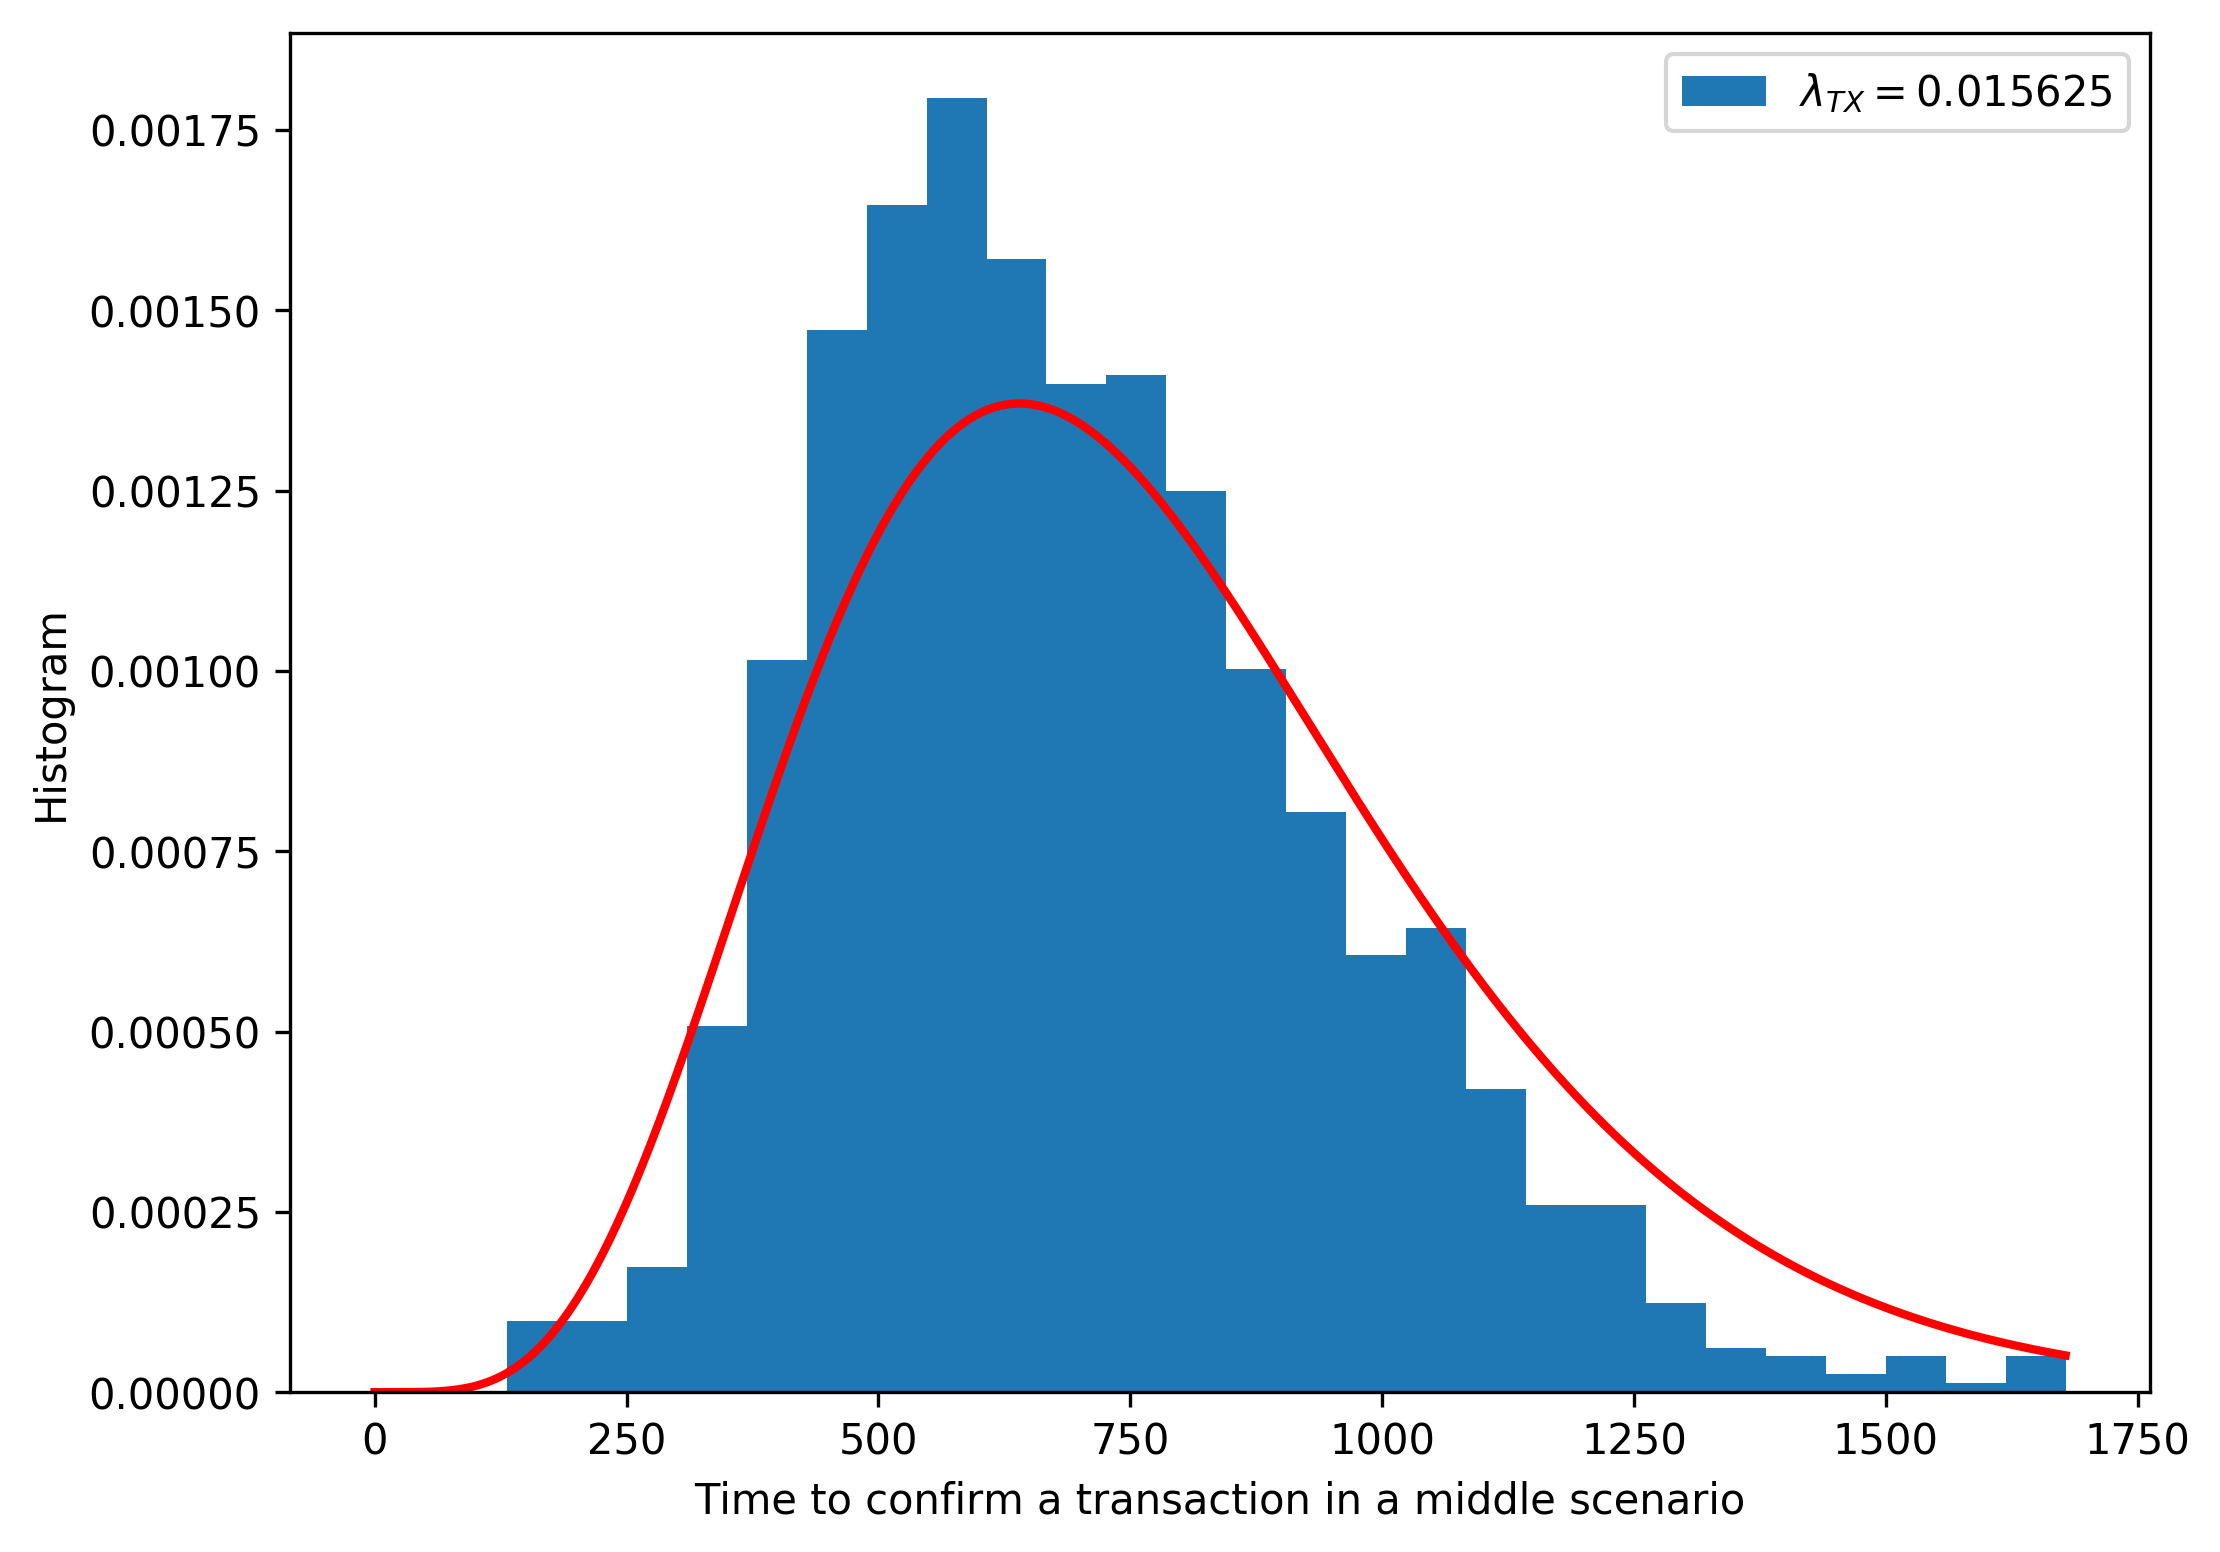 λTX = 0.015625
Histogram
0.00175
0.00150
0.00125
0.00100
0.00075
0.00050
0.00025
0.00000
0 250 500 750 1000 1250 1500 1750
Time to confirm a transaction in a middle scenario